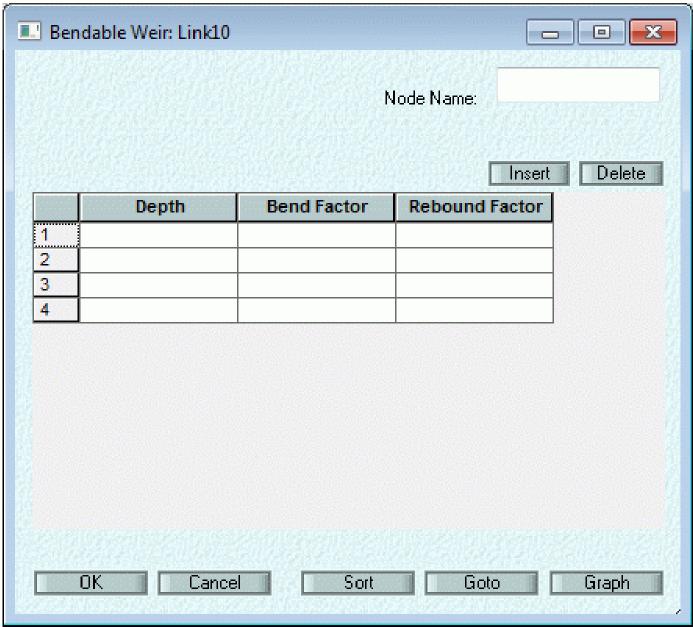 Bendable Weir: Link10
Node Name:
Insert Delete
Depth Bend Factor Rebound Factor
1
2
3
4
OK Cancel Sort Goto Graph